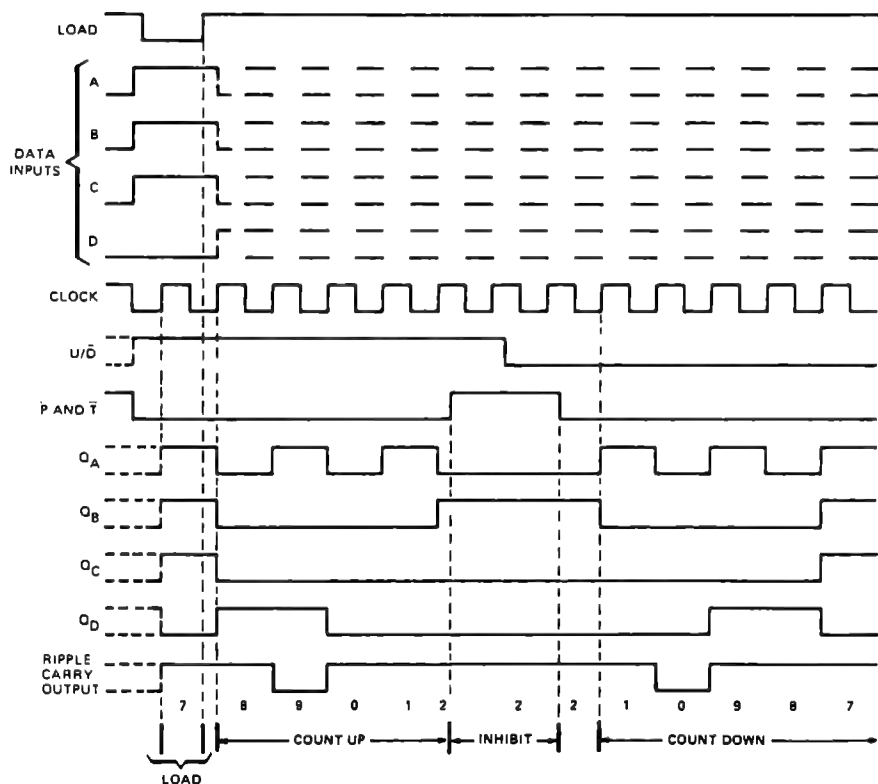 LOAD
A
B
DATA
INPUTS
C
D
CLOCK
U/D̅
P AND T̅
QA
QB
QC
QD
RIPPLE
CARRY
OUTPUT
7 8 9 0 1 2 2 2 1 0 9 8 7
COUNT UP INHIBIT COUNT DOWN
LOAD